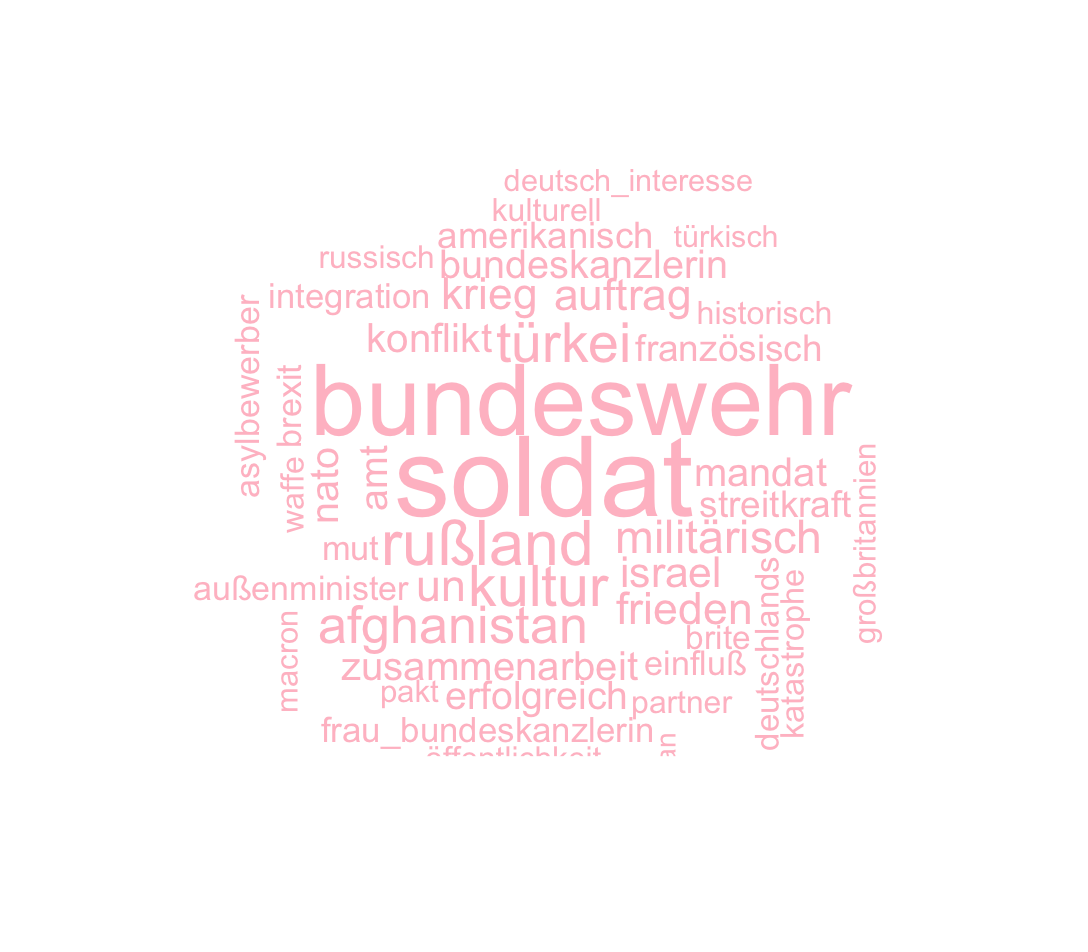 deutsch_interesse
kulturell
amerikanisch
türkisch
russisch
bundeskanzlerin
integration
krieg
auftrag
historisch
konflikt
türkei
französisch
asylbewerber
brexit
bundeswehr
soldat
waffe
nato
amt
mandat
streitkraft
großbritannien
mut
rußland
militärisch
außenminister
un
kultur
israel
afghanistan
frieden
brite
deutschlands
katastrophe
macron
zusammenarbeit
einfluß
pakt
erfolgreich
partner
frau_bundeskanzlerin
öffentlichkeit